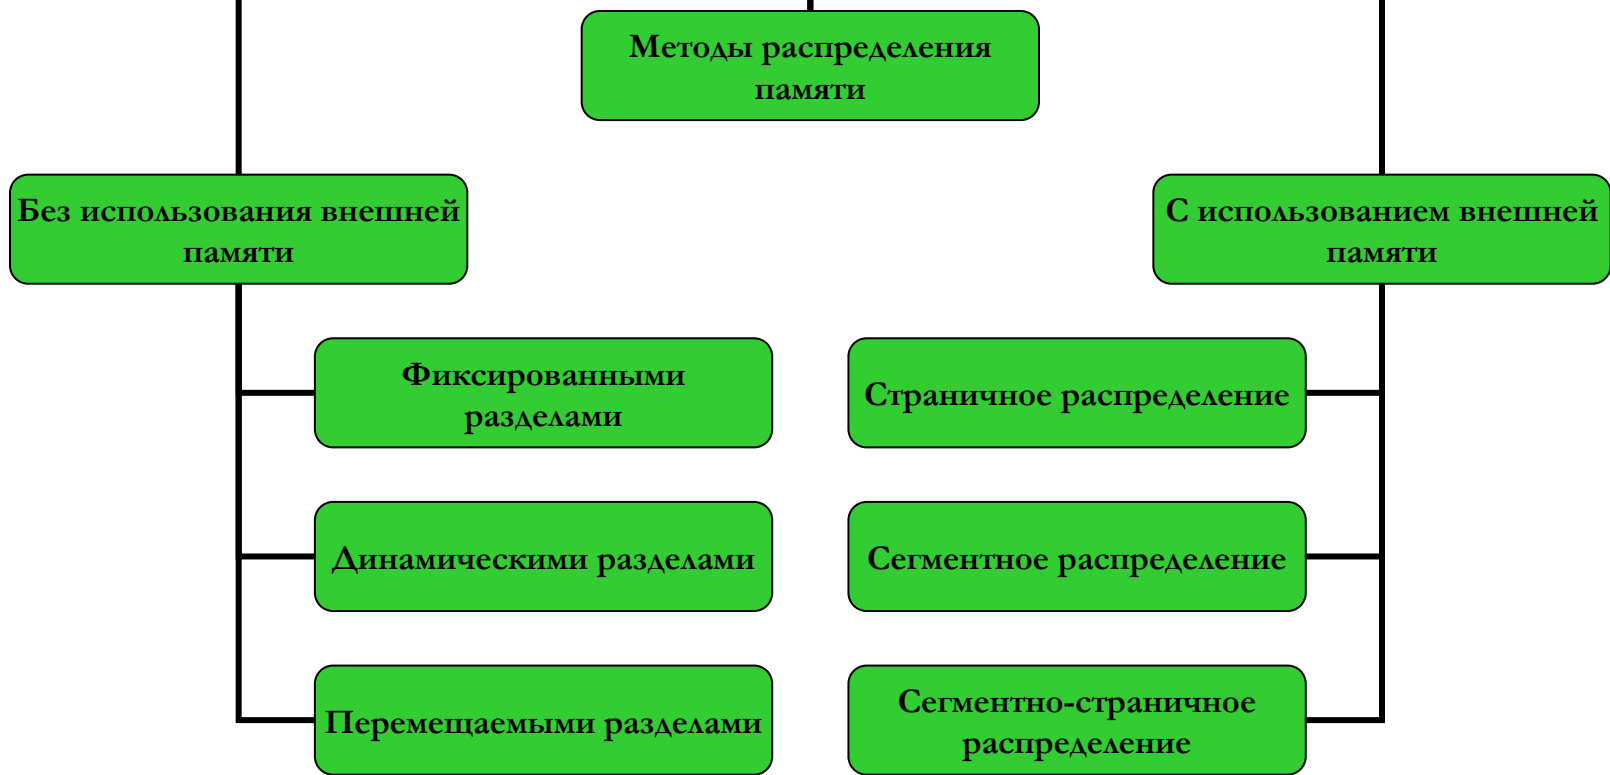 Методы распределения
памяти
Без использования внешней
памяти
С использованием внешней
памяти
Фиксированными
разделами
Страничное распределение
Динамическими разделами
Сегментное распределение
Перемещаемыми разделами
Сегментно-страничное
распределение